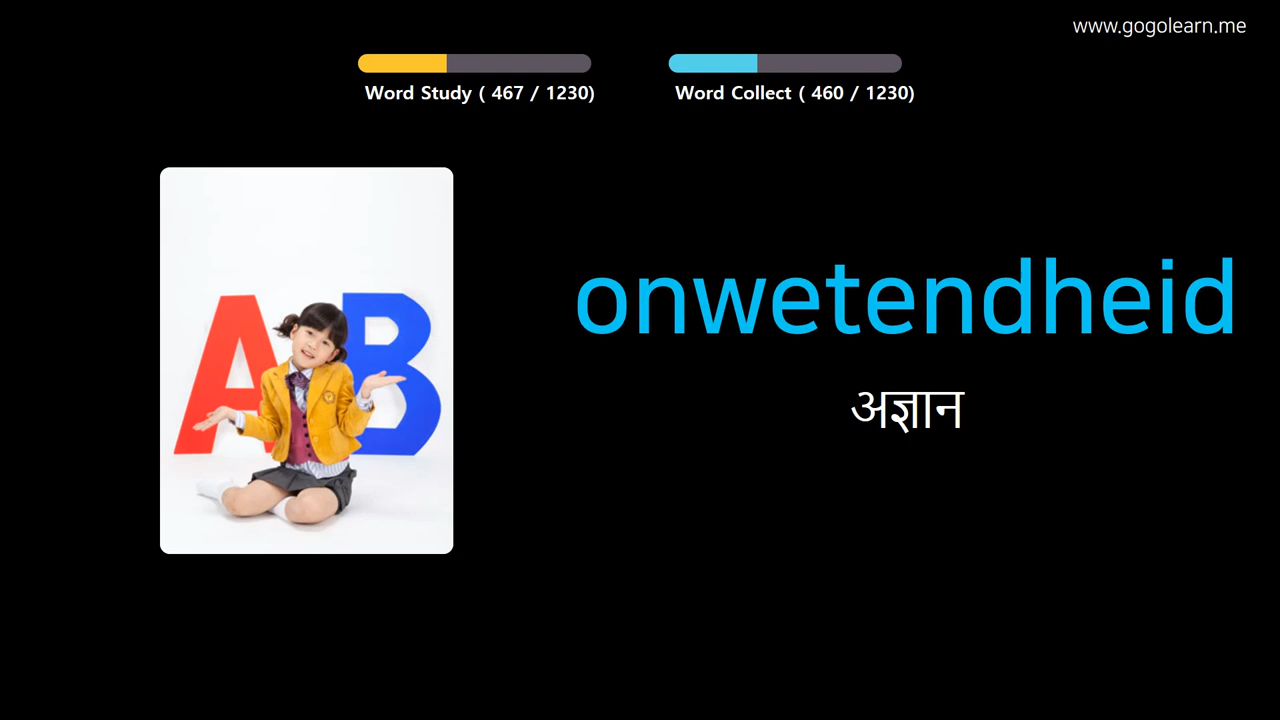 www.gogolearn.me
Word Study ( 467 / 1230)
Word Collect ( 460 / 1230)
A B
onwetendheid
अज्ञान